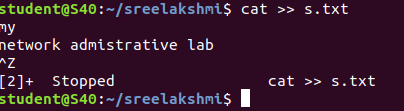 student@S40:~/sreelakshmi$ cat >> s.txt
my
network admistrative lab
^Z
[2]+  Stopped                 cat >> s.txt
student@S40:~/sreelakshmi$